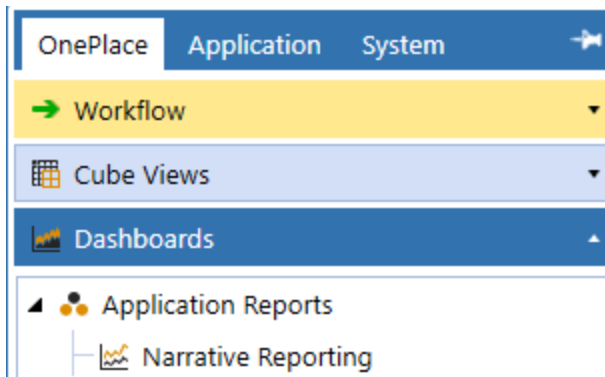 OnePlace Application System
Workflow
Cube Views
Dashboards
Application Reports
Narrative Reporting